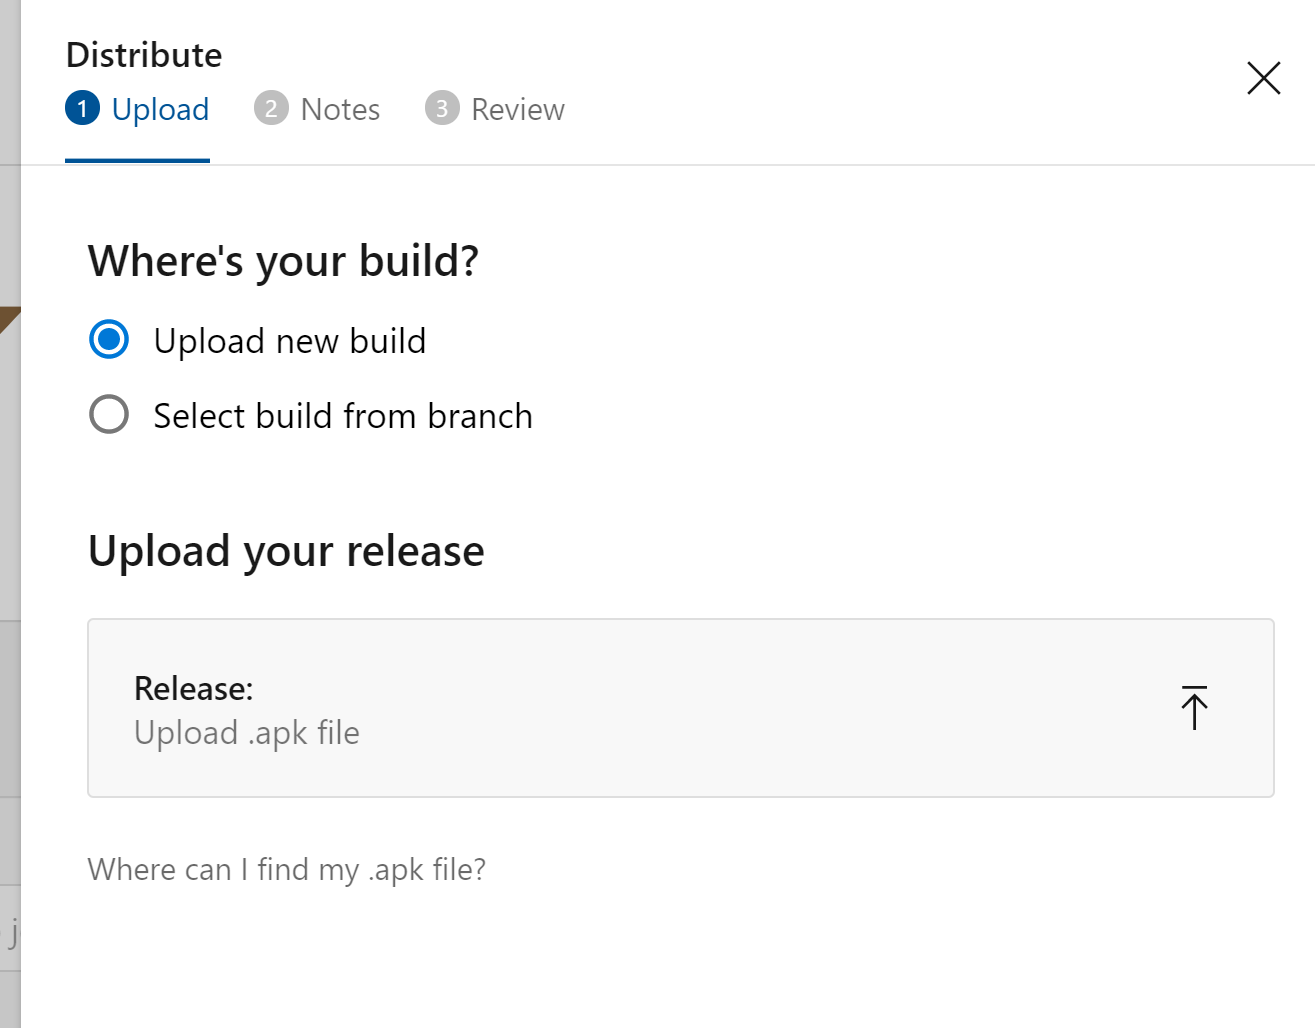 Distribute
1 Upload 2 Notes 3 Review
Where's your build?
Upload new build
Select build from branch
Upload your release
Release:
Upload .apk file
Where can I find my .apk file?